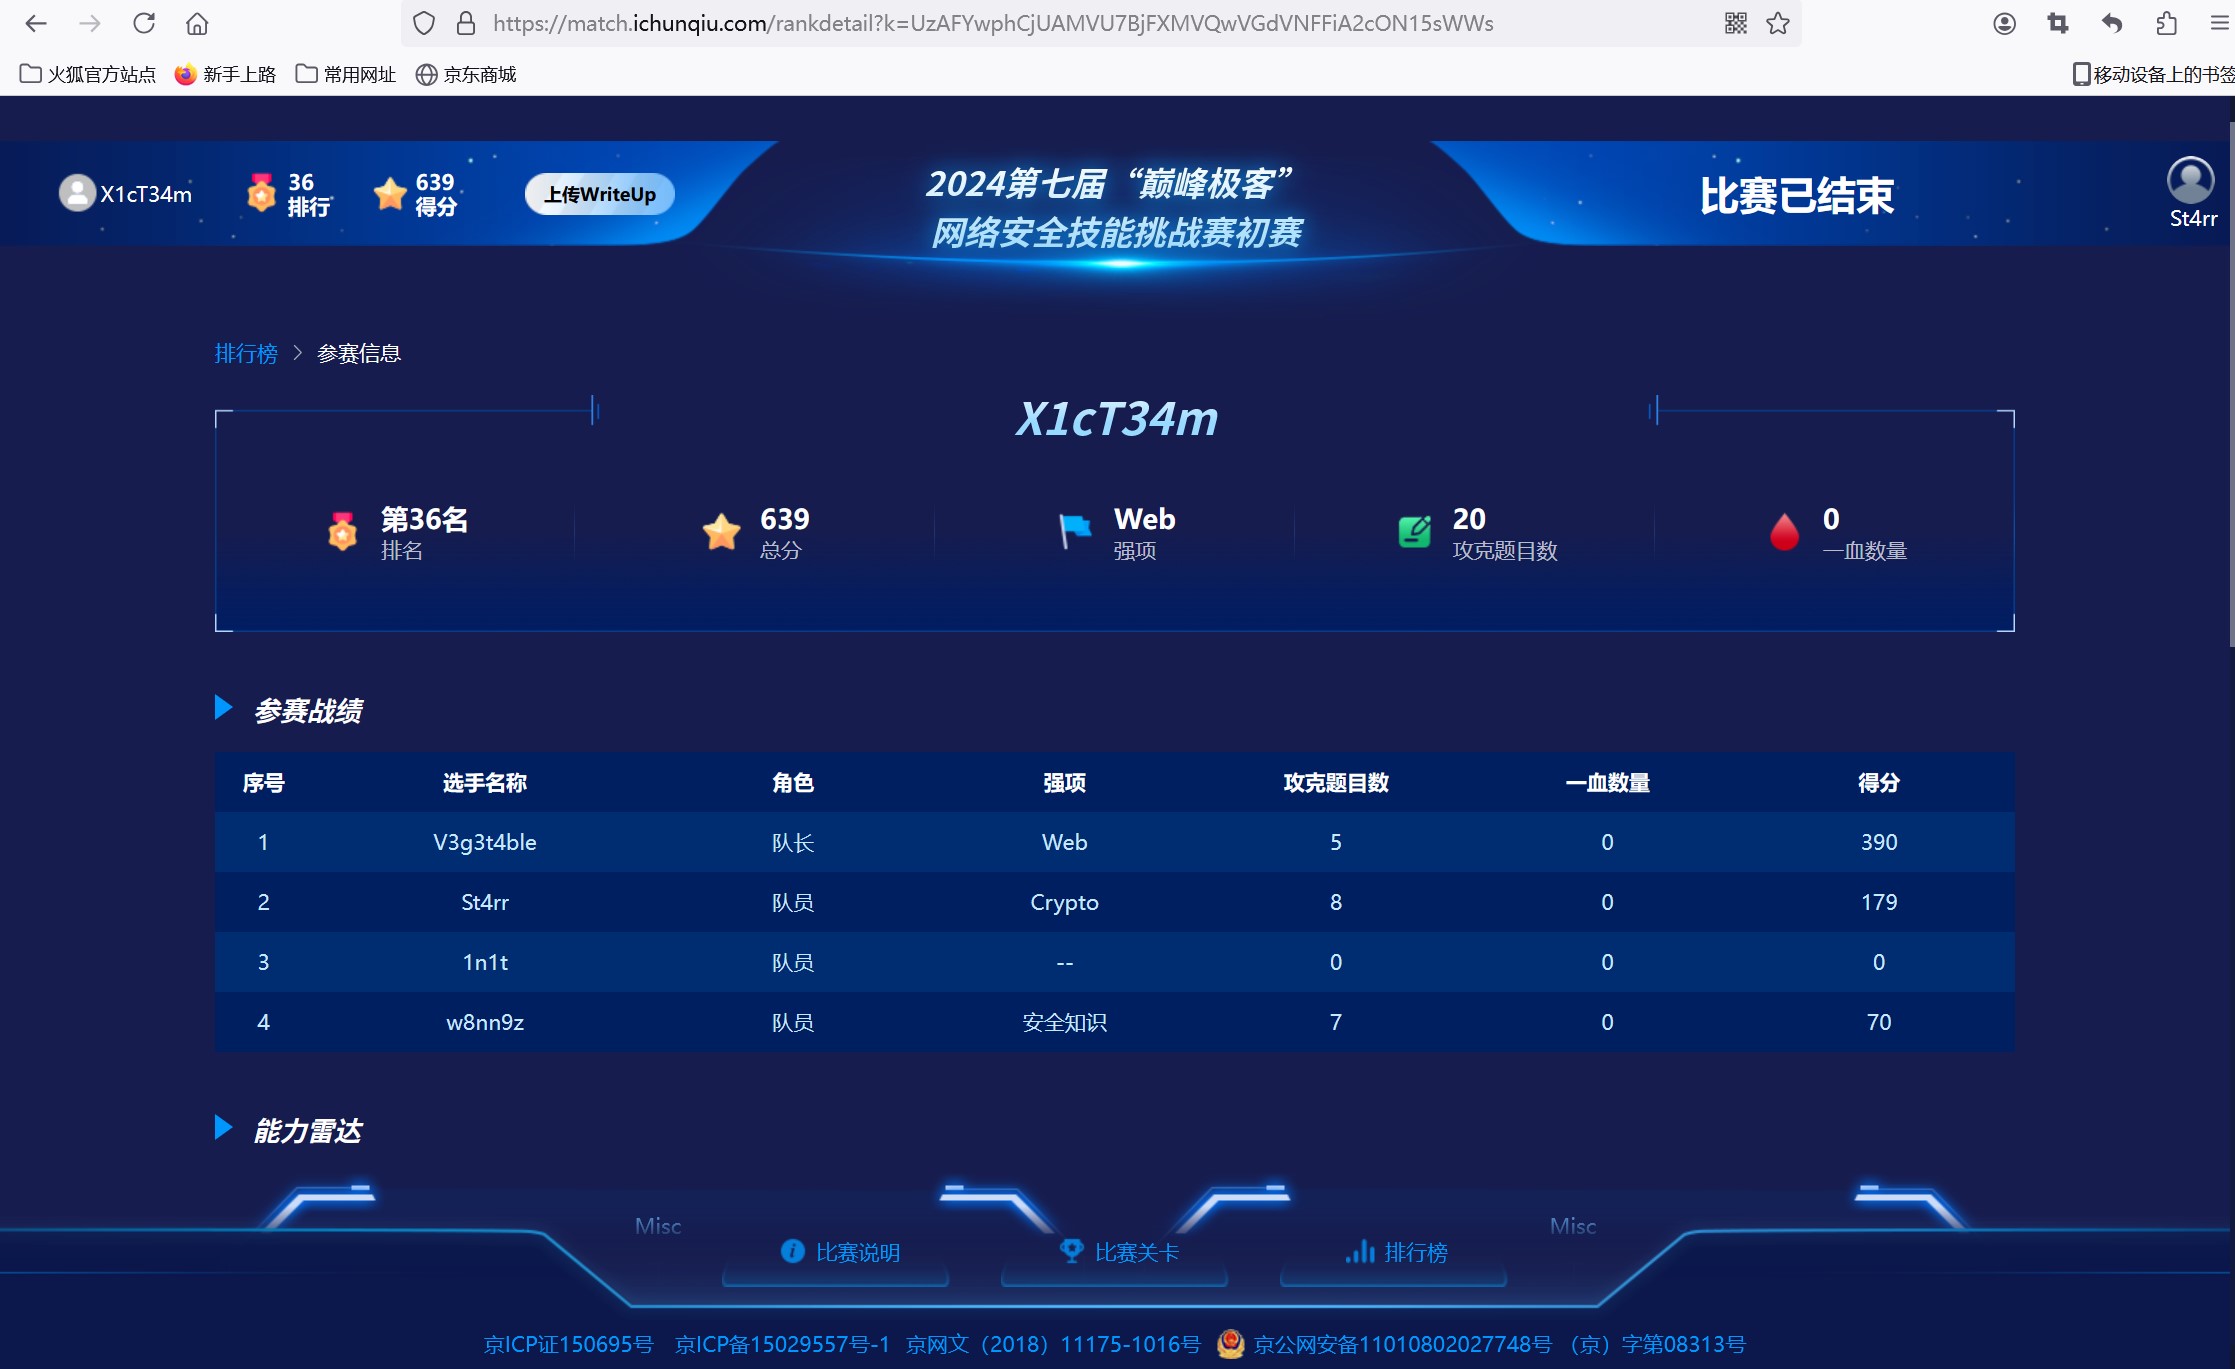 https://match.ichunqiu.com/rankdetail?k=UzAFYwphCjUAMVU7BjFXMVQwVGdVNFFiA2cON15sWWs
火狐官方站点 新手上路 常用网址 京东商城 移动设备上的书签
X1cT34m 36 排行 639 得分 上传WriteUp
2024第七届“巅峰极客”
网络安全技能挑战赛初赛
比赛已结束
St4rr
排行榜 > 参赛信息
X1cT34m
第36名 639 Web 20 0
排名 总分 强项 攻克题目数 一血数量
参赛战绩
序号 选手名称 角色 强项 攻克题目数 一血数量 得分
1 V3g3t4ble 队长 Web 5 0 390
2 St4rr 队员 Crypto 8 0 179
3 1n1t 队员 -- 0 0 0
4 w8nn9z 队员 安全知识 7 0 70
能力雷达
Misc Misc
比赛说明 比赛关卡 排行榜
京ICP证150695号 京ICP备15029557号-1 京网文（2018）11175-1016号 京公网安备11010802027748号 （京）字第08313号